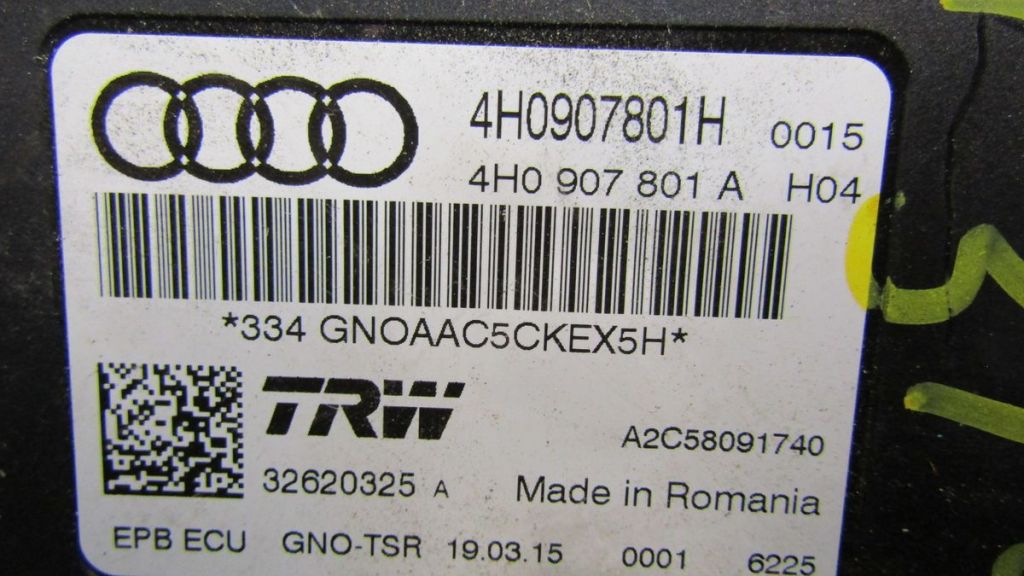 4H0907801H 0015
4H0 907 801 A H04
*334 GNOAAC5CKEX5H*
TRW
A2C58091740
32620325 A Made in Romania
EPB ECU GNO-TSR 19.03.15 0001 6225